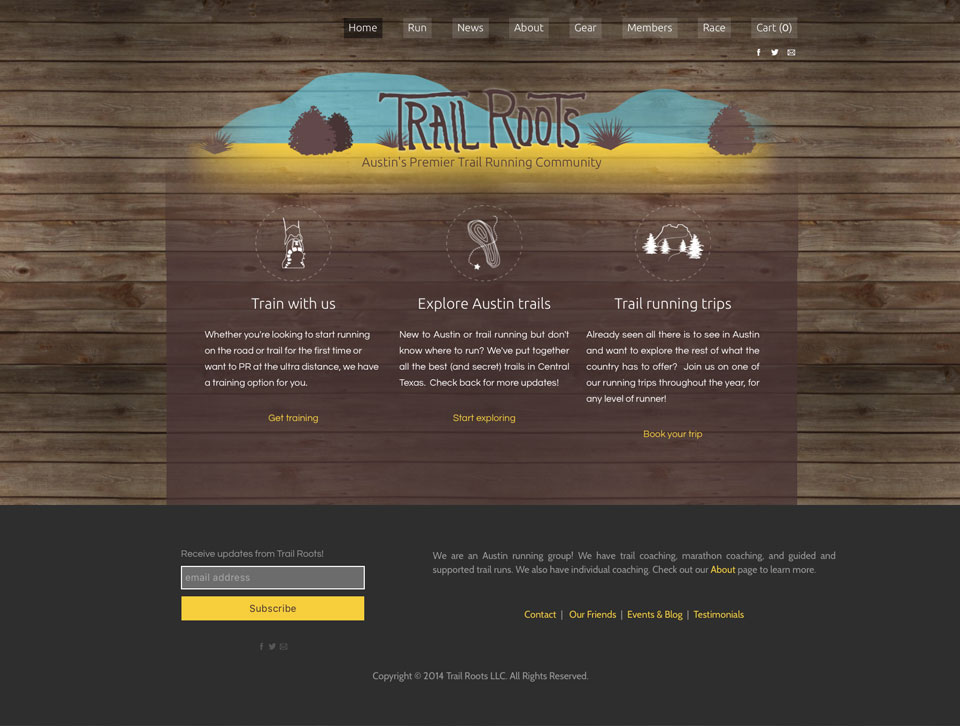 Home Run News About Gear Members Race Cart (0)
TRAIL ROOTS
Austin's Premier Trail Running Community
Train with us
Whether you're looking to start running
on the road or trail for the first time or
want to PR at the ultra distance, we have
a training option for you.
Get training
Explore Austin trails
New to Austin or trail running but don't
know where to run? We've put together
all the best (and secret) trails in Central
Texas. Check back for more updates!
Start exploring
Trail running trips
Already seen all there is to see in Austin
and want to explore the rest of what the
country has to offer? Join us on one of
our running trips throughout the year, for
any level of runner!
Book your trip
Receive updates from Trail Roots!
email address
Subscribe
We are an Austin running group! We have trail coaching, marathon coaching, and guided and
supported trail runs. We also have individual coaching. Check out our About page to learn more.
Contact | Our Friends | Events & Blog | Testimonials
Copyright © 2014 Trail Roots LLC. All Rights Reserved.